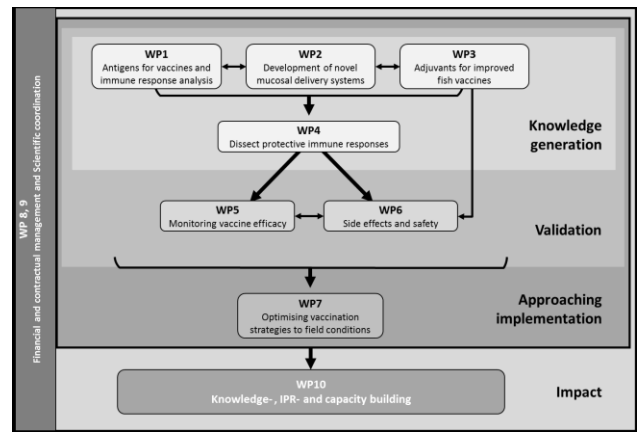 WP 8, 9
Financial and contractual management and Scientific coordination
WP1
Antigens for vaccines and
immune response analysis
WP2
Development of novel
mucosal delivery systems
WP3
Adjuvants for improved
fish vaccines
Knowledge
generation
WP4
Dissect protective immune responses
WP5
Monitoring vaccine efficacy
WP6
Side effects and safety
Validation
WP7
Optimising vaccination
strategies to field conditions
Approaching
implementation
WP10
Knowledge-, IPR- and capacity building
Impact